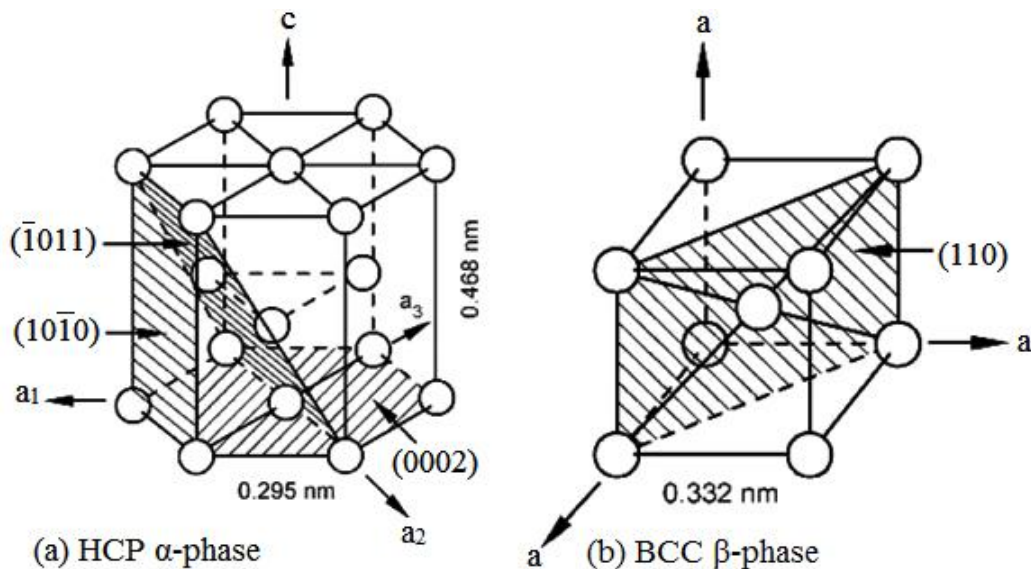 c
a
(1̄011)
(101̄0)
0.468 nm
a₃
(110)
a₁
a
(0002)
0.295 nm
0.332 nm
a₂
a
(a) HCP α-phase
(b) BCC β-phase